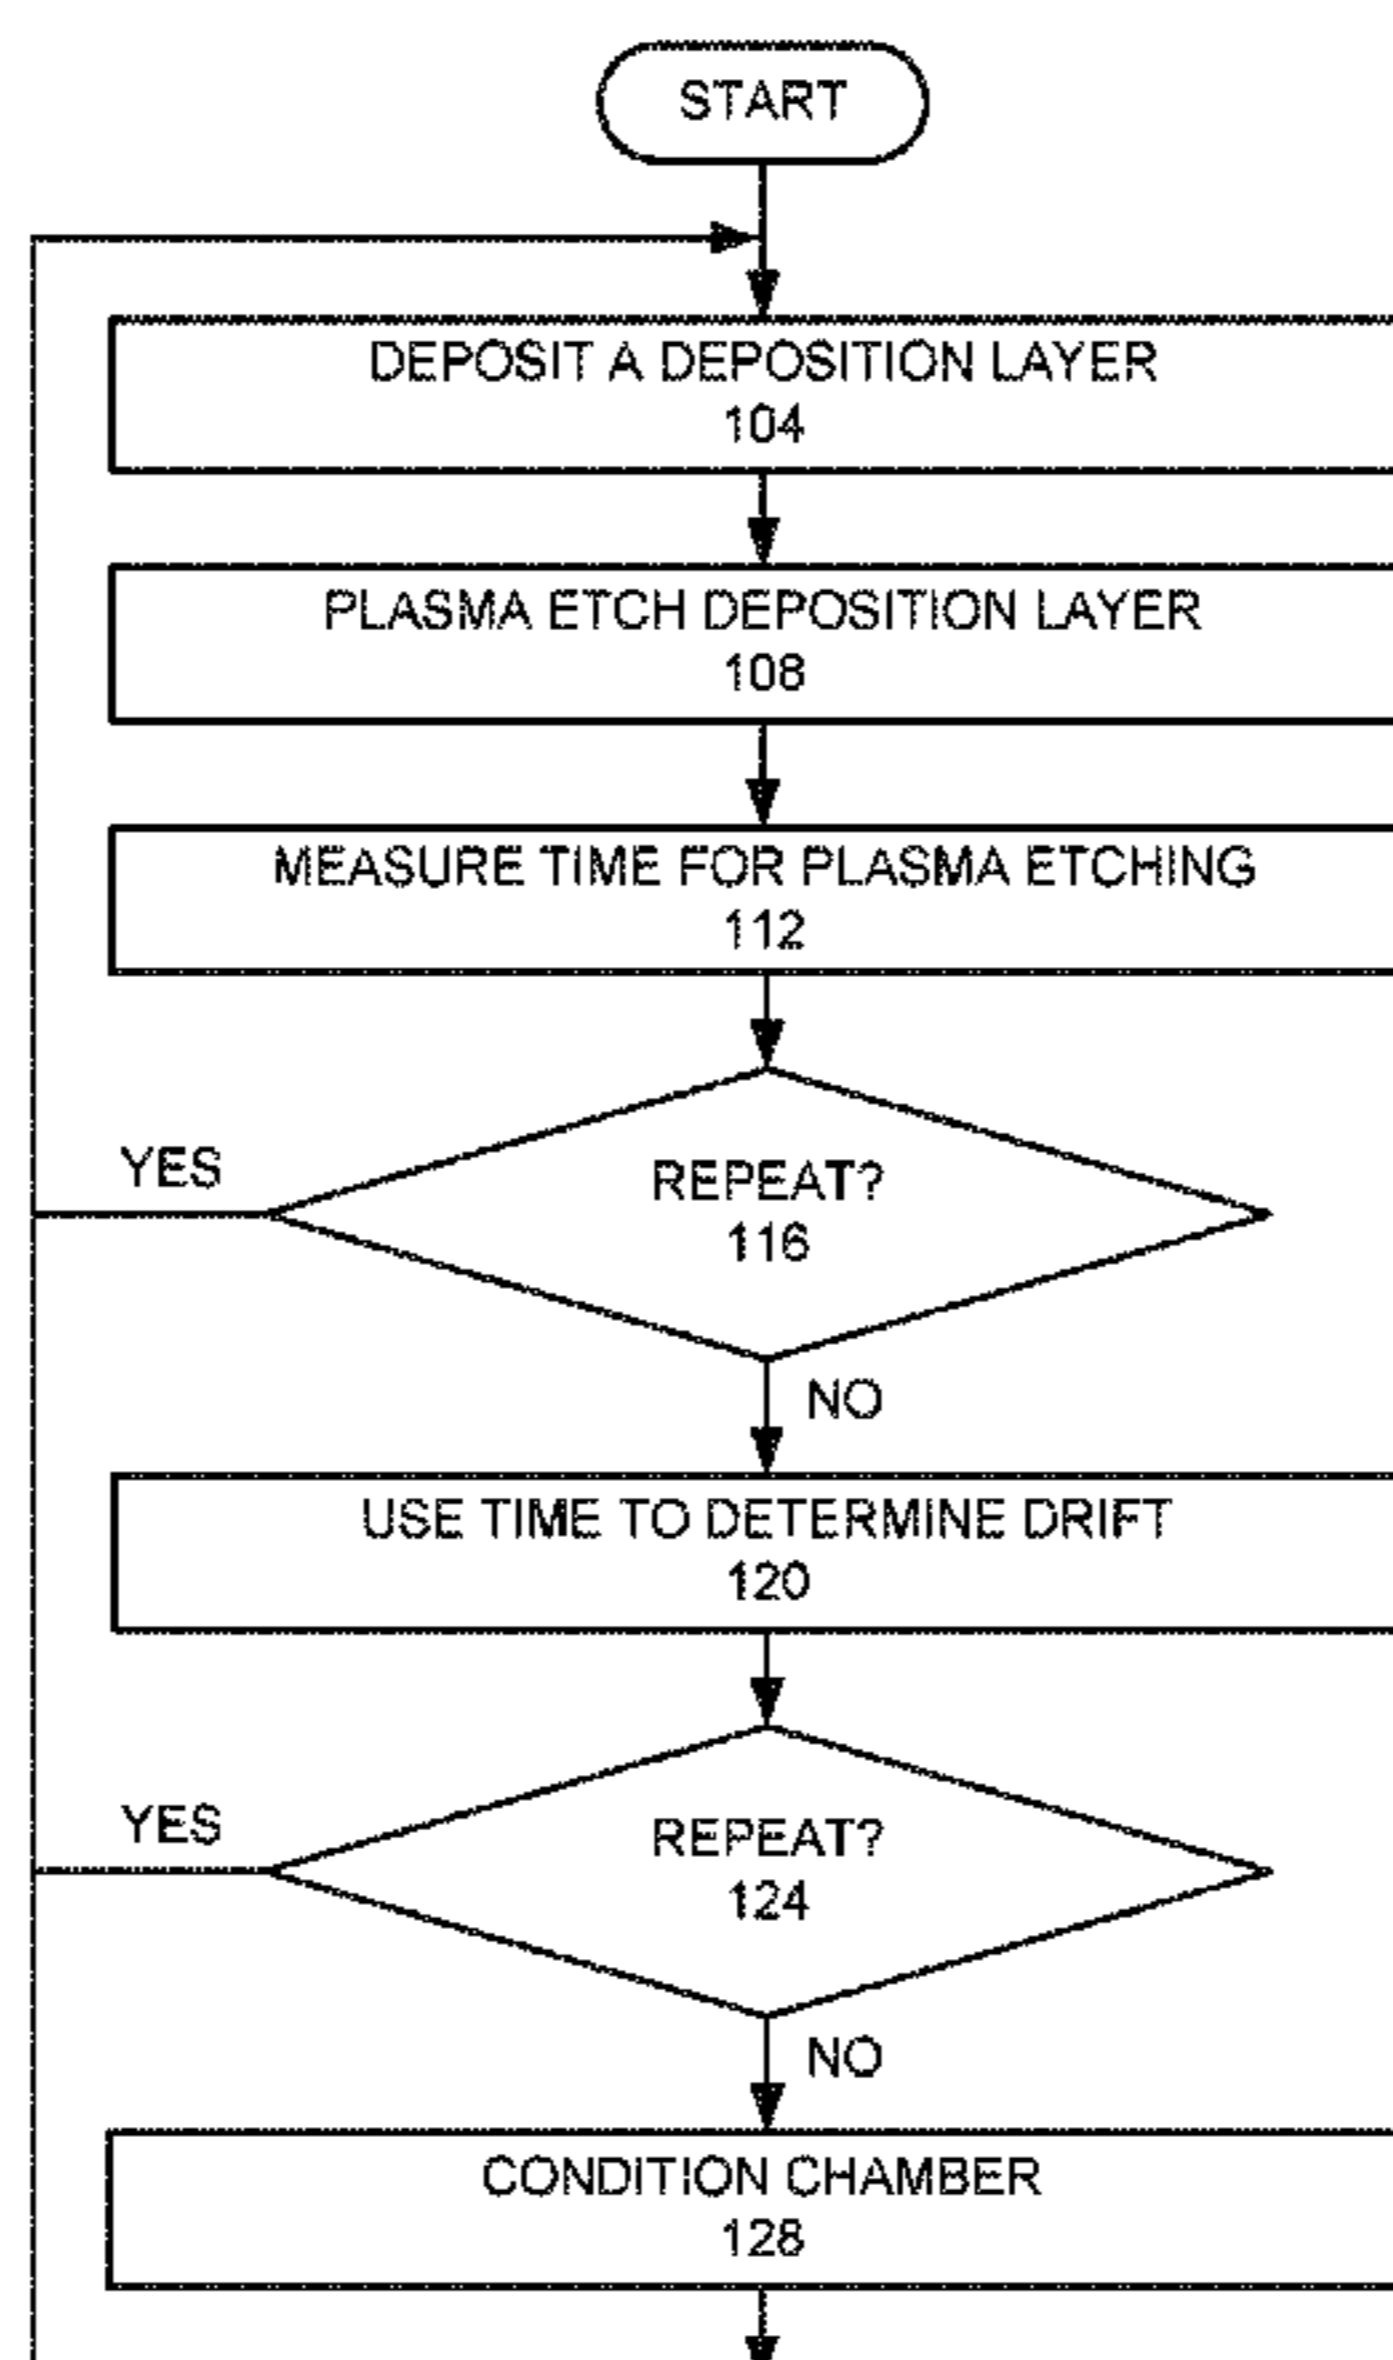 START
DEPOSIT A DEPOSITION LAYER
104
PLASMA ETCH DEPOSITION LAYER
108
MEASURE TIME FOR PLASMA ETCHING
112
YES
REPEAT?
116
NO
USE TIME TO DETERMINE DRIFT
120
YES
REPEAT?
124
NO
CONDITION CHAMBER
128